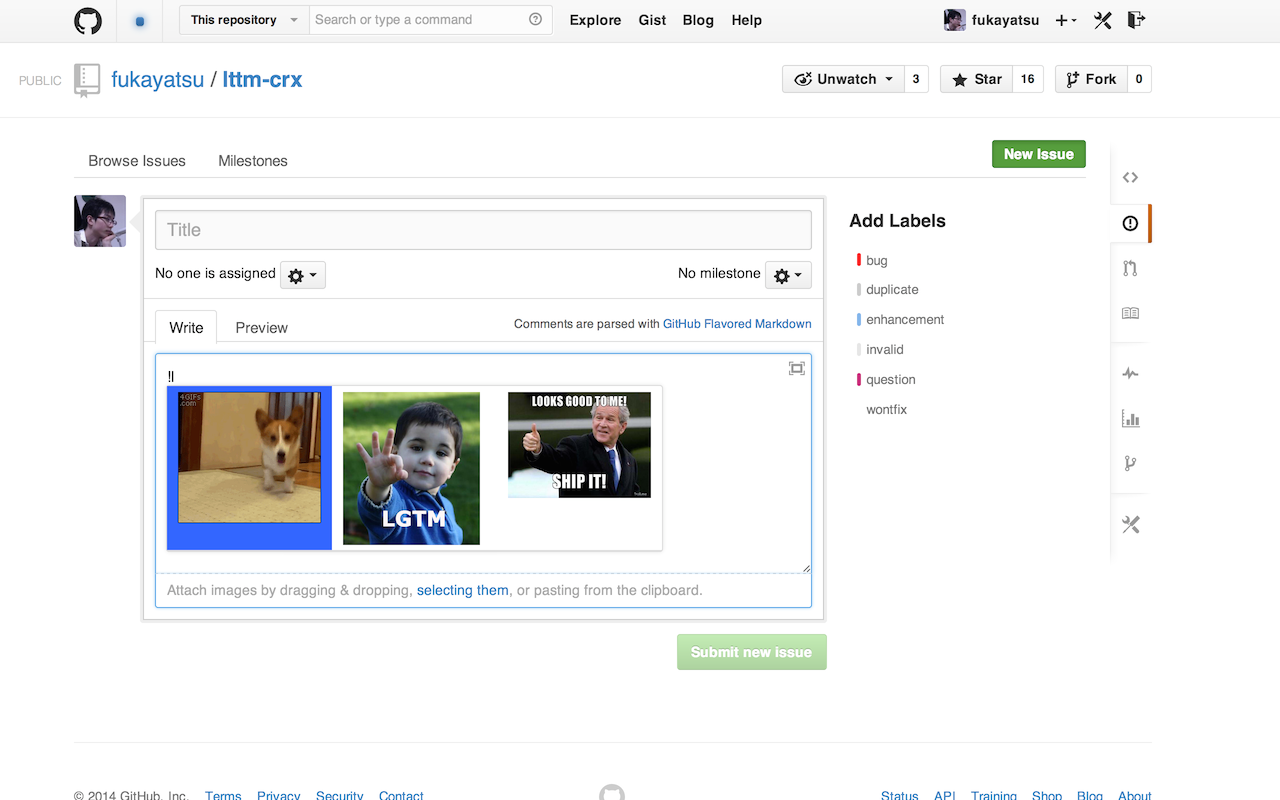 This repository
Search or type a command
Explore
Gist
Blog
Help
fukayatsu
PUBLIC
fukayatsu / lttm-crx
Unwatch
3
Star
16
Fork
0
Browse Issues
Milestones
New Issue
Title
No one is assigned
No milestone
Write
Preview
Comments are parsed with GitHub Flavored Markdown
!l
4GIFs
.com
LGTM
LOOKS GOOD TO ME!
SHIP IT!
Attach images by dragging & dropping, selecting them, or pasting from the clipboard.
Submit new issue
Add Labels
bug
duplicate
enhancement
invalid
question
wontfix
© 2014 GitHub, Inc.
Terms
Privacy
Security
Contact
Status
API
Training
Shop
Blog
About